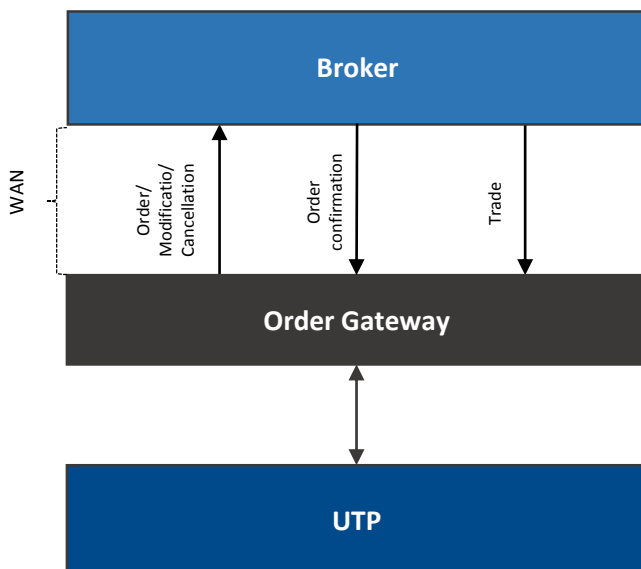 Broker
WAN
Order/
Modificatio/
Cancellation
Order
confirmation
Trade
Order Gateway
UTP